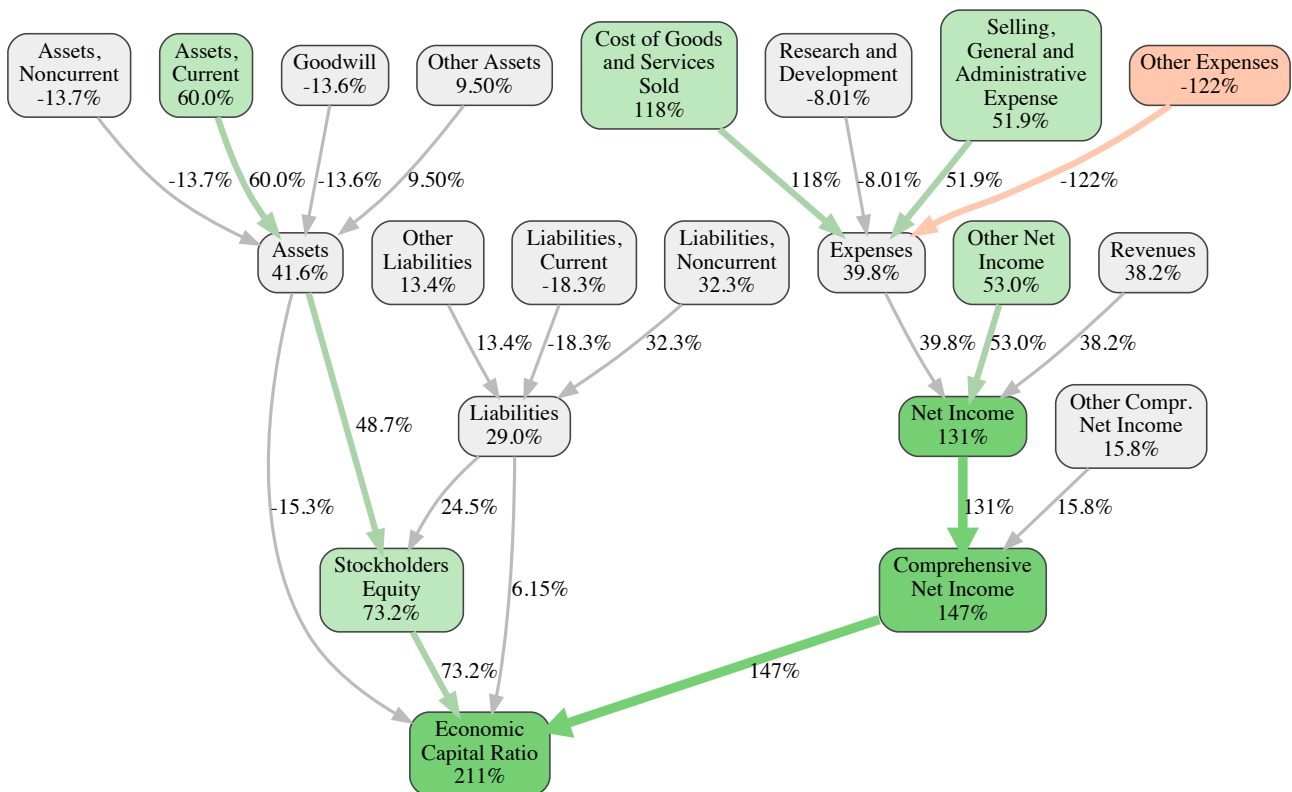 Assets,
Noncurrent
-13.7%
Assets,
Current
60.0%
Goodwill
-13.6%
Other Assets
9.50%
Cost of Goods
and Services
Sold
118%
Research and
Development
-8.01%
Selling,
General and
Administrative
Expense
51.9%
Other Expenses
-122%
-13.7%
60.0%
-13.6%
9.50%
118%
-8.01%
51.9%
-122%
Assets
41.6%
Other
Liabilities
13.4%
Liabilities,
Current
-18.3%
Liabilities,
Noncurrent
32.3%
Expenses
39.8%
Other Net
Income
53.0%
Revenues
38.2%
13.4%
-18.3%
32.3%
39.8%
53.0%
38.2%
48.7%
Liabilities
29.0%
Net Income
131%
Other Compr.
Net Income
15.8%
-15.3%
24.5%
131%
15.8%
Stockholders
Equity
73.2%
6.15%
Comprehensive
Net Income
147%
73.2%
147%
Economic
Capital Ratio
211%